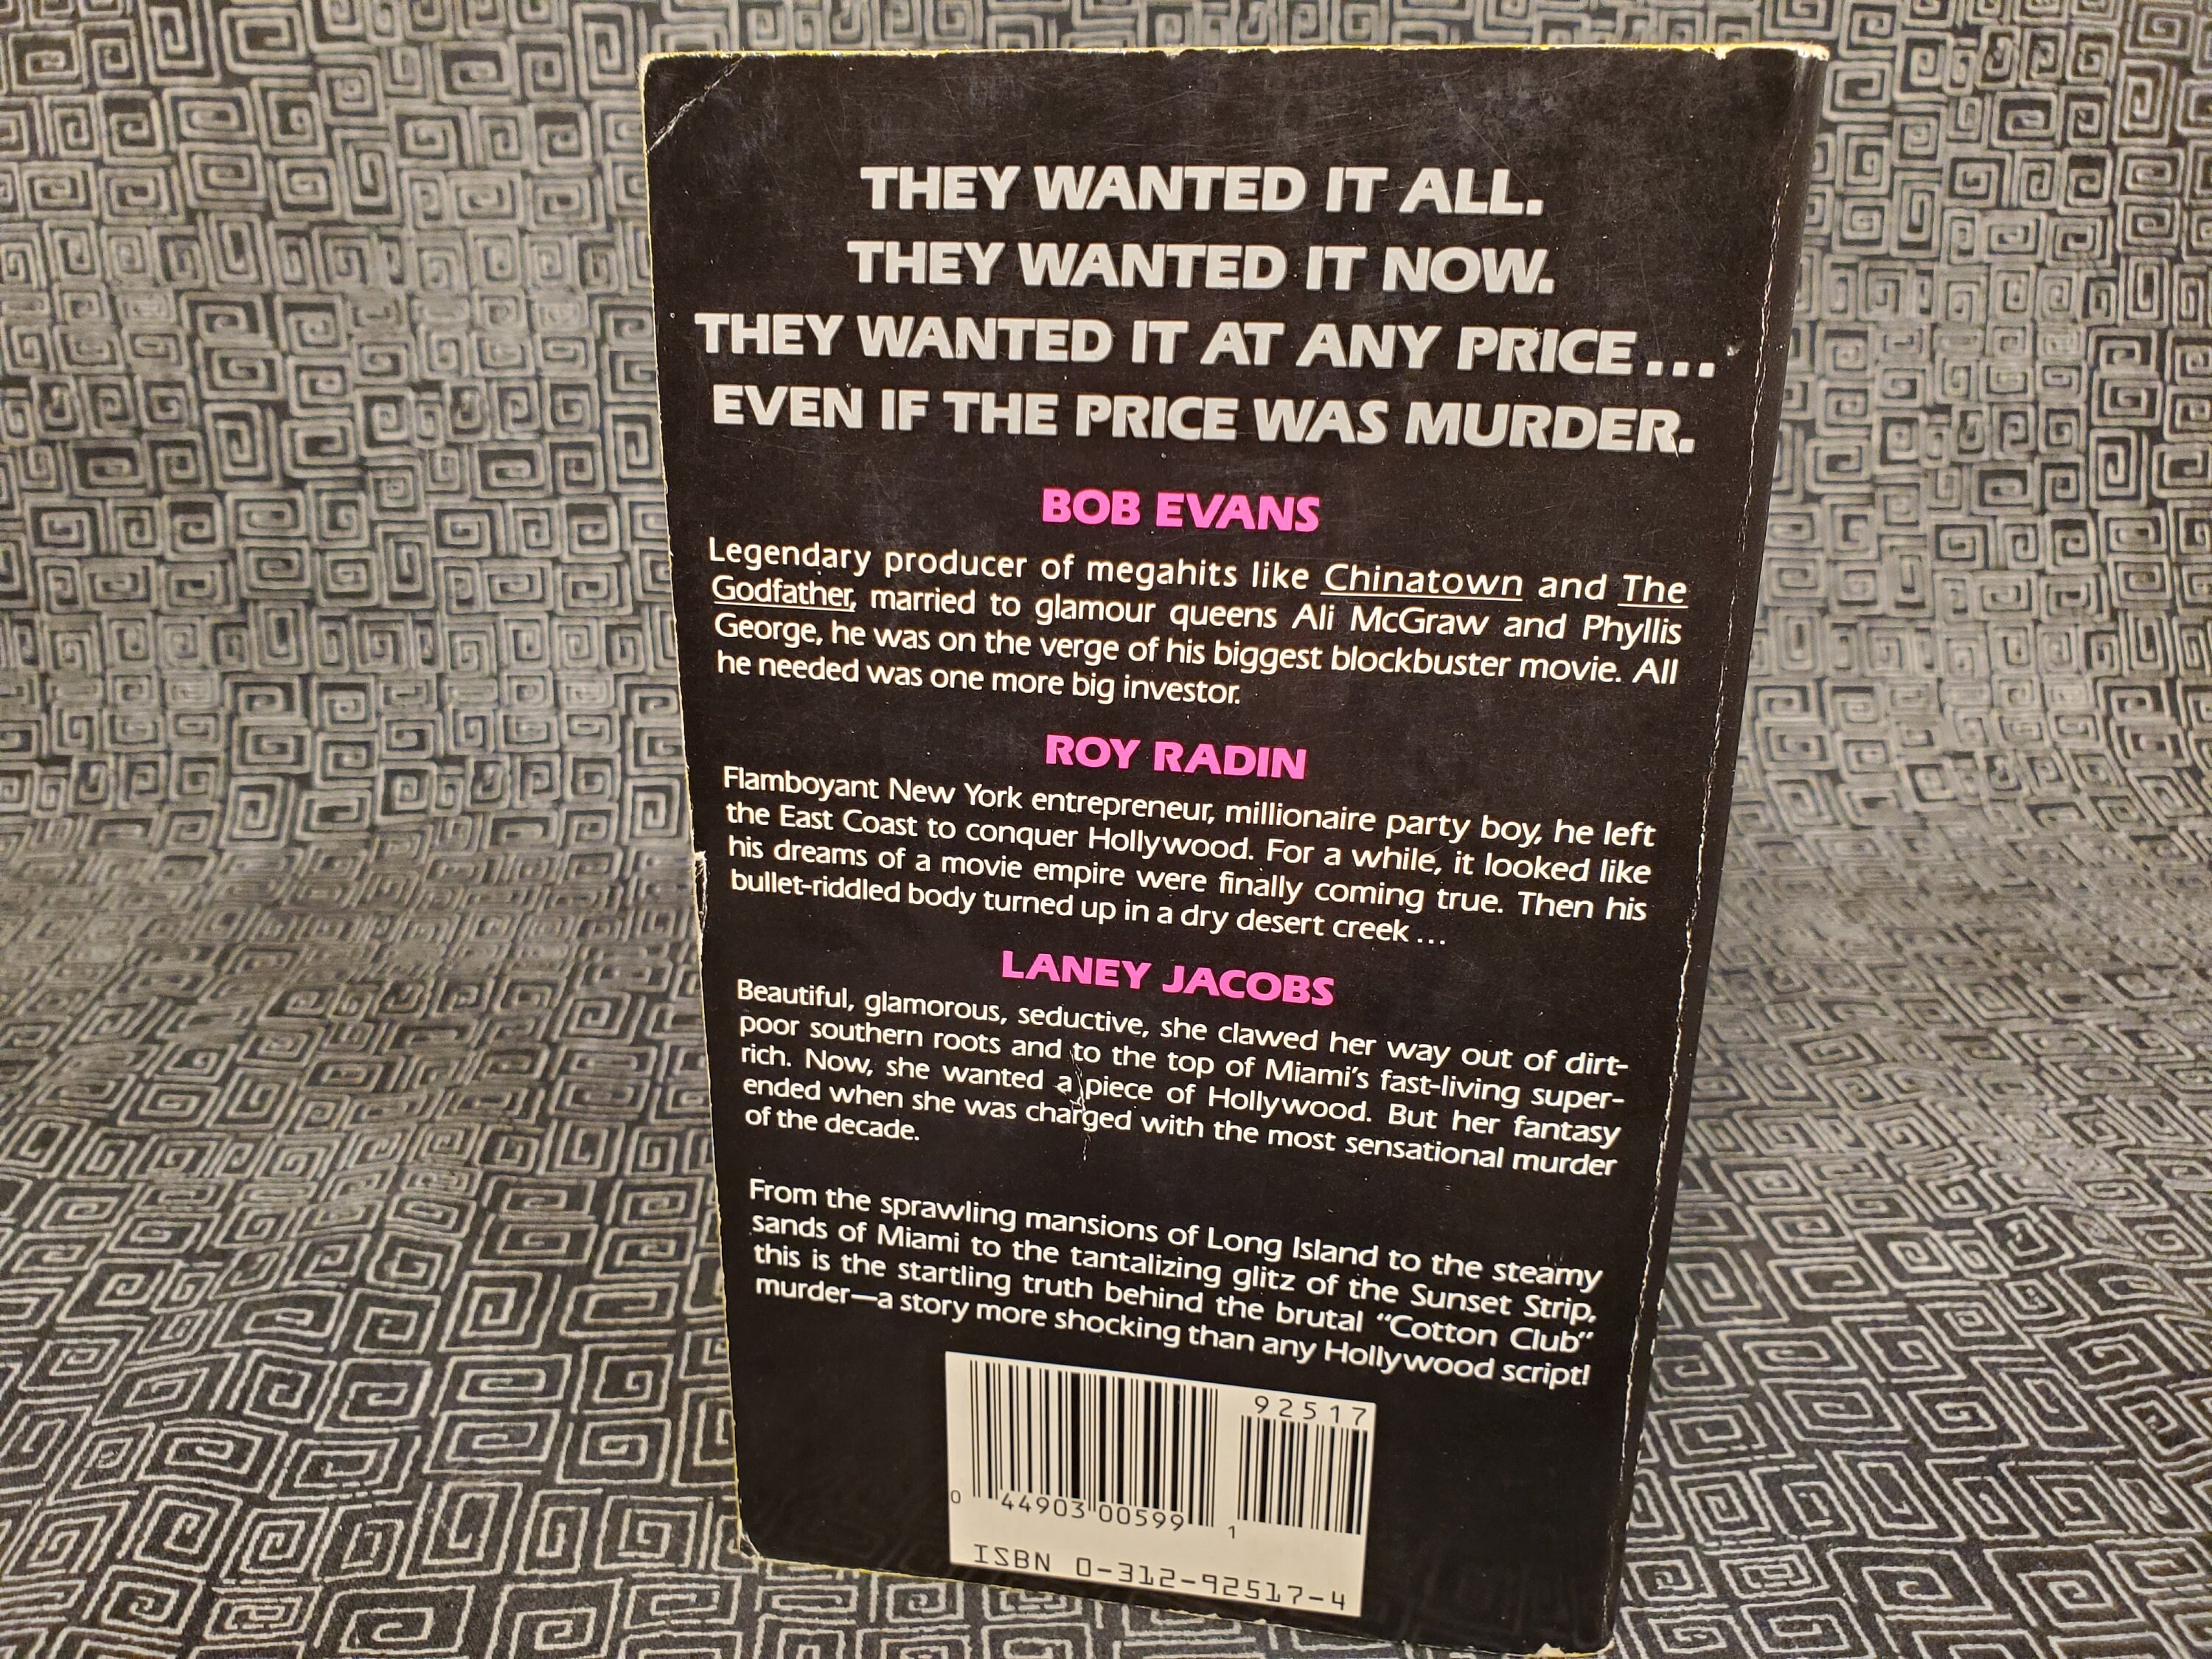 THEY WANTED IT ALL.
THEY WANTED IT NOW.
THEY WANTED IT AT ANY PRICE...
EVEN IF THE PRICE WAS MURDER.
BOB EVANS
Legendary producer of megahits like Chinatown and The
Godfather, married to glamour queens Ali McGraw and Phyllis
George, he was on the verge of his biggest blockbuster movie. All
he needed was one more big investor.
ROY RADIN
Flamboyant New York entrepreneur, millionaire party boy, he left
the East Coast to conquer Hollywood. For a while, it looked like
his dreams of a movie empire were finally coming true. Then his
bullet-riddled body turned up in a dry desert creek...
LANEY JACOBS
Beautiful, glamorous, seductive, she clawed her way out of dirt-
poor southern roots and to the top of Miami's fast-living super-
rich. Now, she wanted a piece of Hollywood. But her fantasy
ended when she was charged with the most sensational murder
of the decade.
From the sprawling mansions of Long Island to the steamy
sands of Miami to the tantalizing glitz of the Sunset Strip,
this is the startling truth behind the brutal "Cotton Club"
murder—a story more shocking than any Hollywood script!
92517
0 44903 00599 1
ISBN 0-312-92517-4